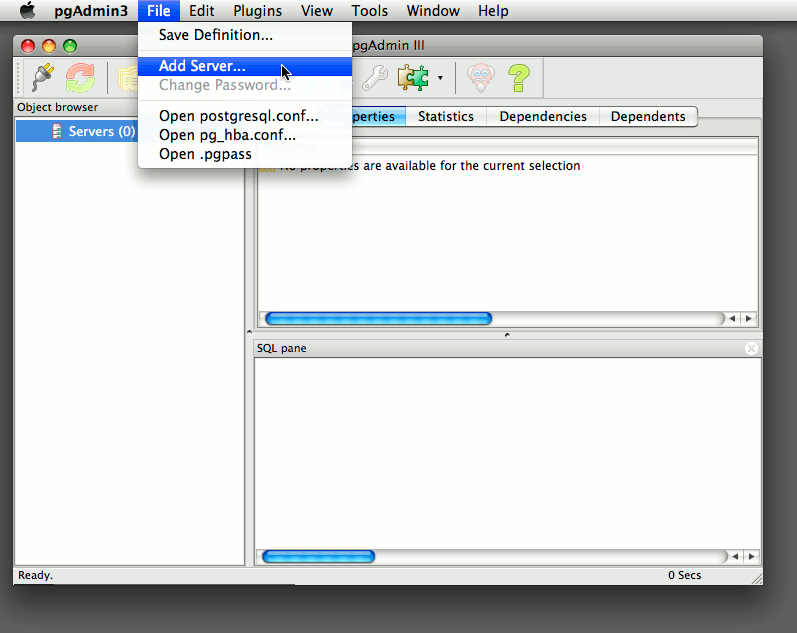 pgAdmin3 File Edit Plugins View Tools Window Help
Save Definition...
pgAdmin III
Add Server...
Change Password...
Object browser
Open postgresql.conf...
perties Statistics Dependencies Dependents
Servers (0)
Open pg_hba.conf...
Open .pgpass
No properties are available for the current selection
SQL pane
Ready.
0 Secs